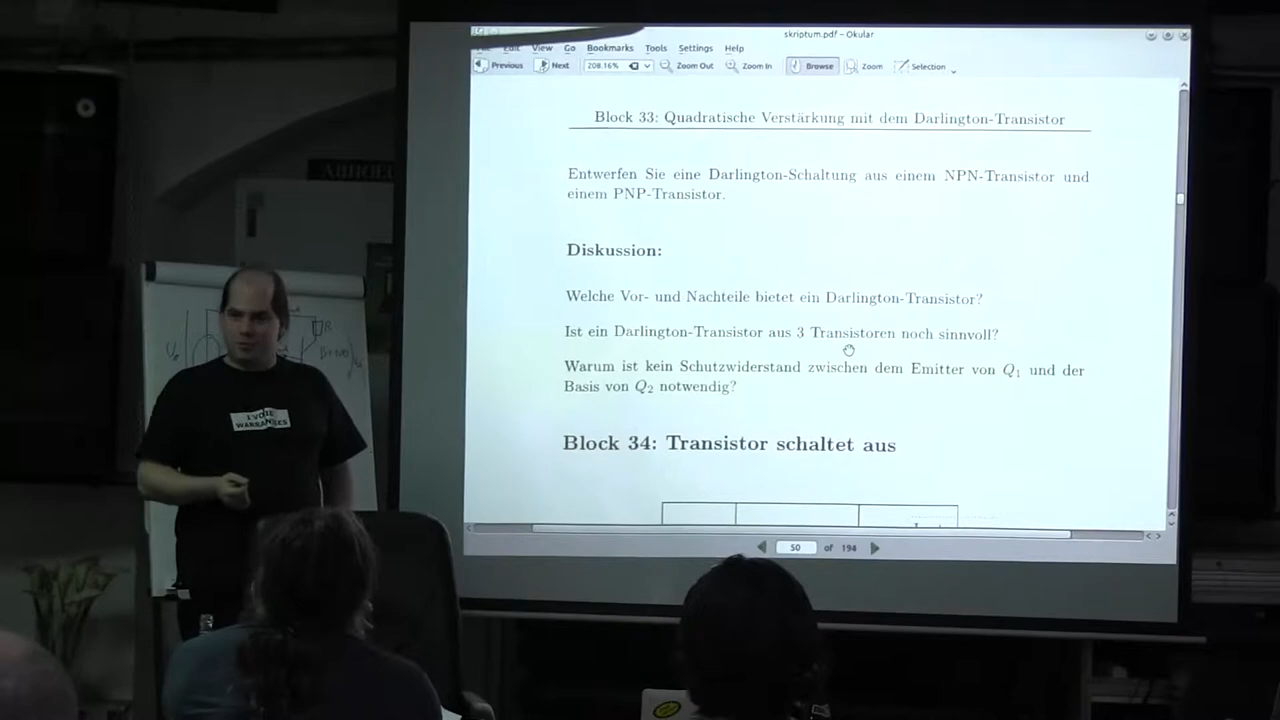 skriptum.pdf – Okular
Edit View Go Bookmarks Tools Settings Help
Previous Next 208.16% Zoom Out Zoom In Browse Zoom Selection
Block 33: Quadratische Verstärkung mit dem Darlington-Transistor
Entwerfen Sie eine Darlington-Schaltung aus einem NPN-Transistor und
einem PNP-Transistor.
Diskussion:
Welche Vor- und Nachteile bietet ein Darlington-Transistor?
Ist ein Darlington-Transistor aus 3 Transistoren noch sinnvoll?
Warum ist kein Schutzwiderstand zwischen dem Emitter von Q1 und der
Basis von Q2 notwendig?
Block 34: Transistor schaltet aus
50 of 194
I VOID
WARRANTIES